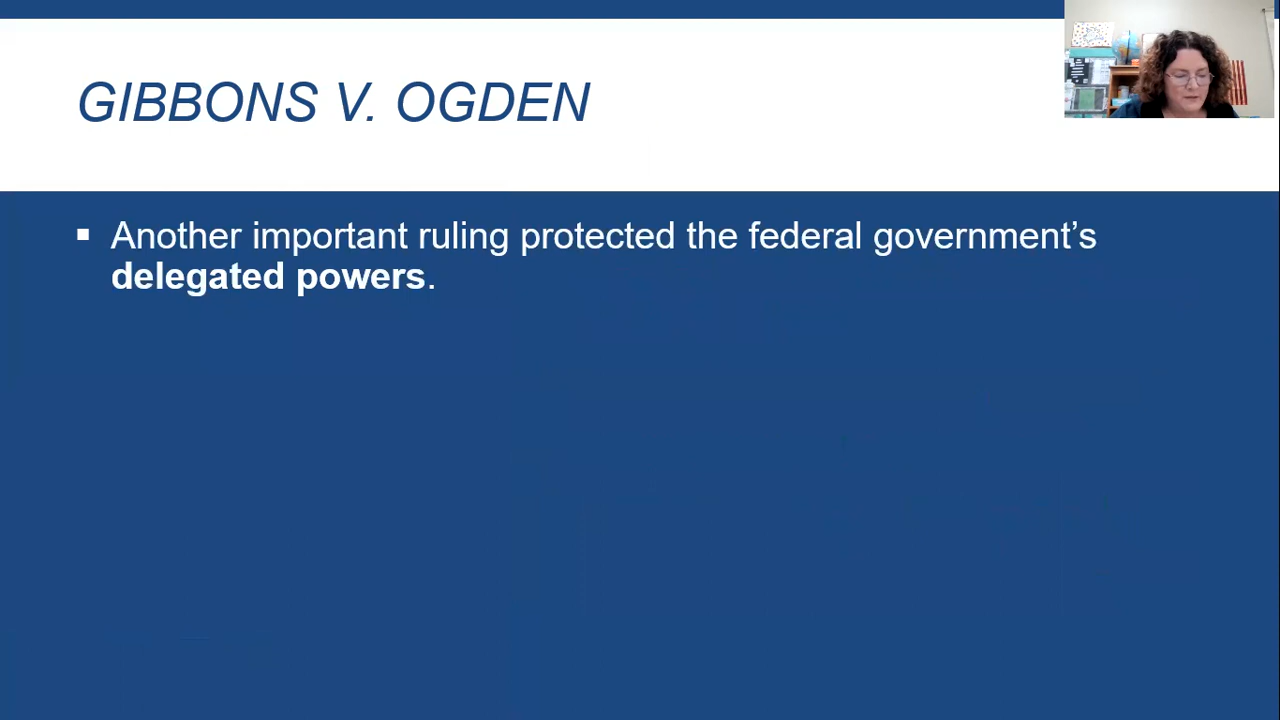 GIBBONS V. OGDEN
▪ Another important ruling protected the federal government’s
delegated powers.